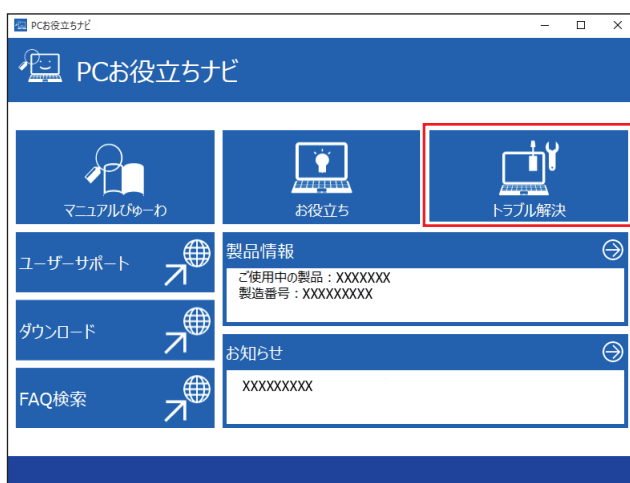 PCお役立ちナビ
PCお役立ちナビ
マニュアルびゅーわ
お役立ち
トラブル解決
ユーザーサポート
製品情報
ご使用中の製品：XXXXXXX
製造番号：XXXXXXXXX
ダウンロード
お知らせ
XXXXXXXXX
FAQ検索